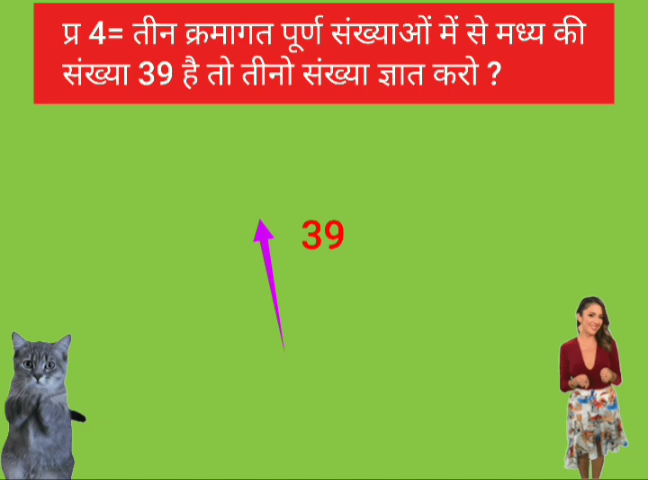 प्र 4= तीन क्रमागत पूर्ण संख्याओं में से मध्य की
संख्या 39 है तो तीनो संख्या ज्ञात करो ?
39